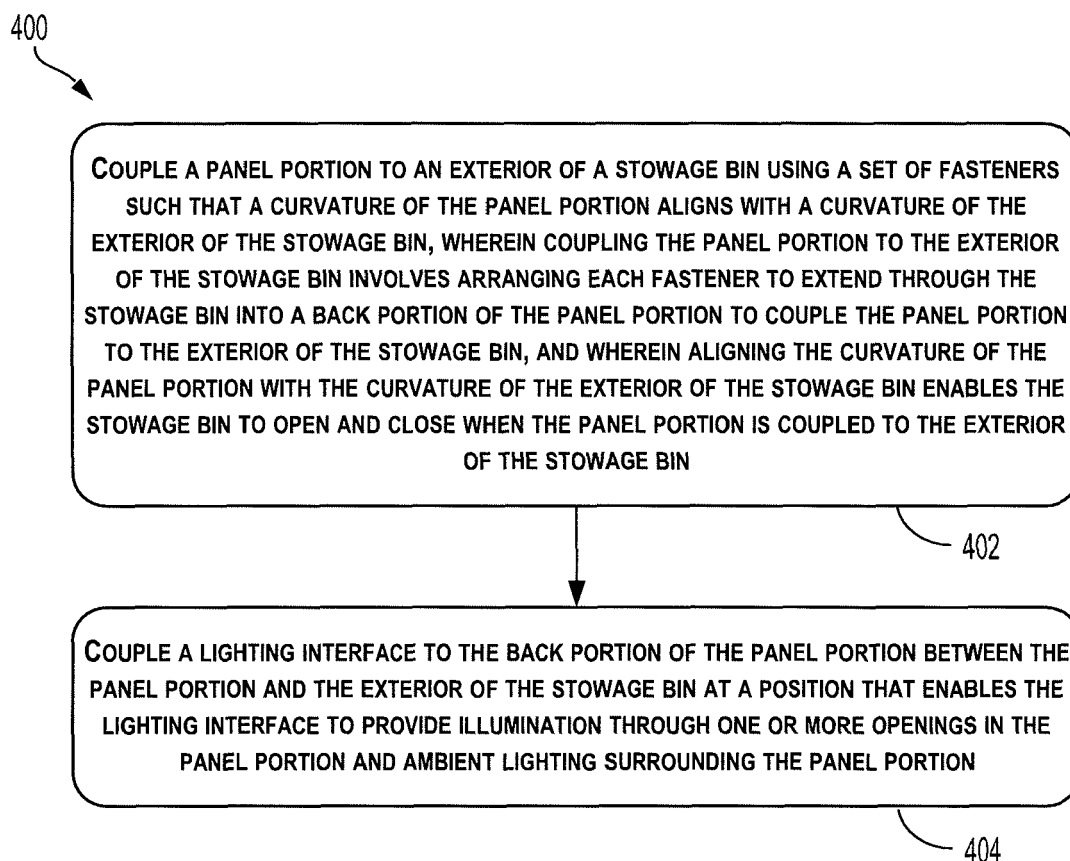 400
COUPLE A PANEL PORTION TO AN EXTERIOR OF A STOWAGE BIN USING A SET OF FASTENERS
SUCH THAT A CURVATURE OF THE PANEL PORTION ALIGNS WITH A CURVATURE OF THE
EXTERIOR OF THE STOWAGE BIN, WHEREIN COUPLING THE PANEL PORTION TO THE EXTERIOR
OF THE STOWAGE BIN INVOLVES ARRANGING EACH FASTENER TO EXTEND THROUGH THE
STOWAGE BIN INTO A BACK PORTION OF THE PANEL PORTION TO COUPLE THE PANEL PORTION
TO THE EXTERIOR OF THE STOWAGE BIN, AND WHEREIN ALIGNING THE CURVATURE OF THE
PANEL PORTION WITH THE CURVATURE OF THE EXTERIOR OF THE STOWAGE BIN ENABLES THE
STOWAGE BIN TO OPEN AND CLOSE WHEN THE PANEL PORTION IS COUPLED TO THE EXTERIOR
OF THE STOWAGE BIN
402
COUPLE A LIGHTING INTERFACE TO THE BACK PORTION OF THE PANEL PORTION BETWEEN THE
PANEL PORTION AND THE EXTERIOR OF THE STOWAGE BIN AT A POSITION THAT ENABLES THE
LIGHTING INTERFACE TO PROVIDE ILLUMINATION THROUGH ONE OR MORE OPENINGS IN THE
PANEL PORTION AND AMBIENT LIGHTING SURROUNDING THE PANEL PORTION
404